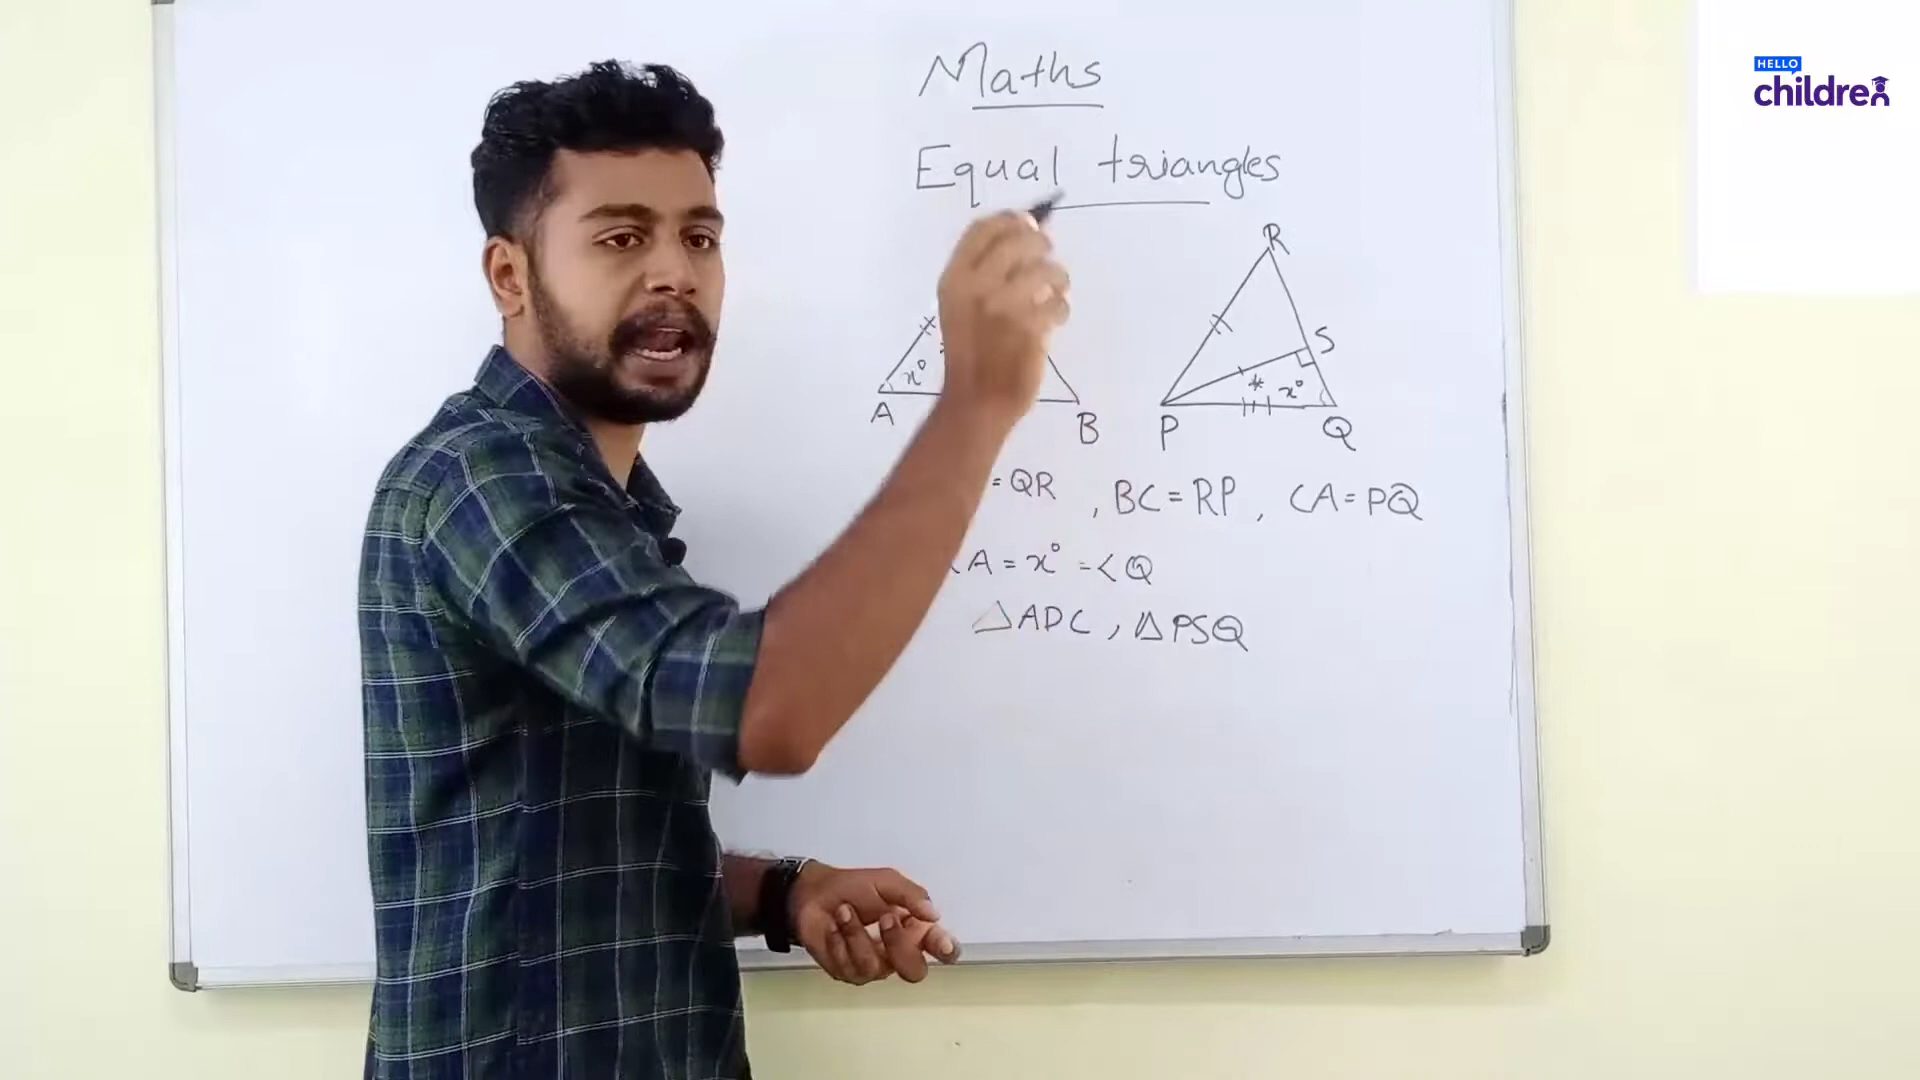 HELLO
children
Maths
Equal triangles
R
S
x°
x°
A
B
P
Q
= QR , BC = RP , CA = PQ
A = x° = < Q
△ADC , △PSQ